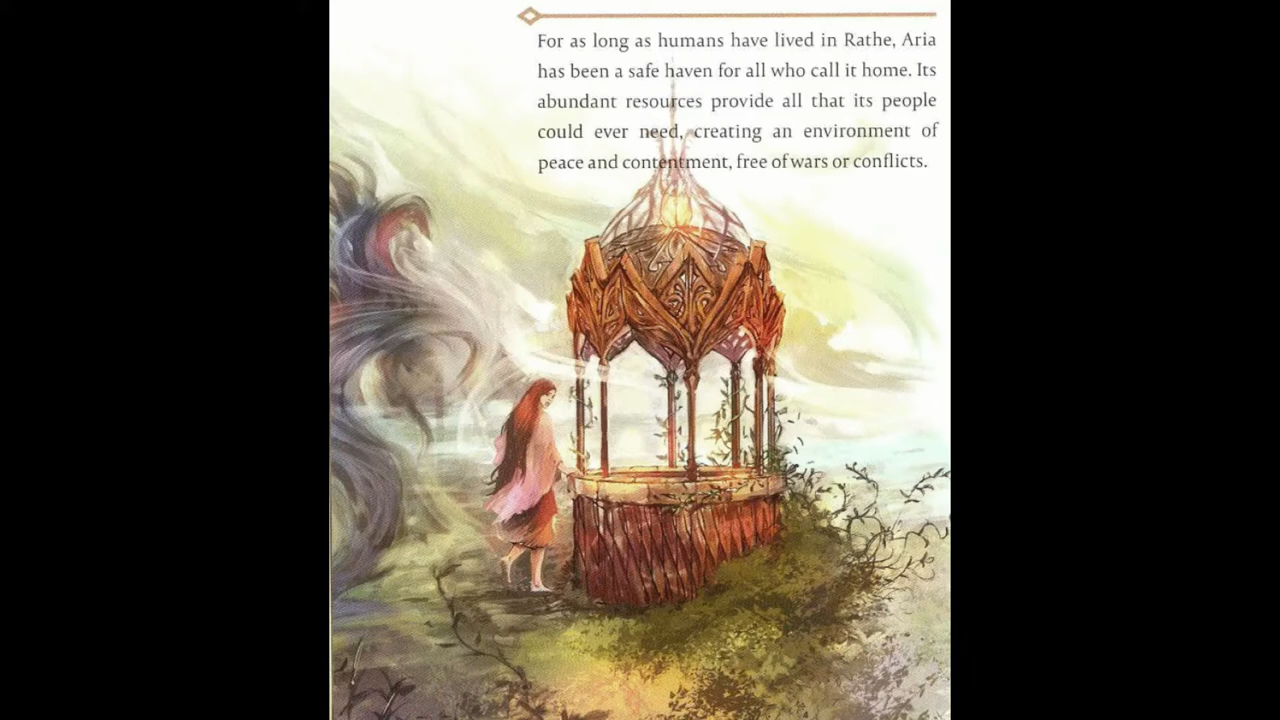 For as long as humans have lived in Rathe, Aria
has been a safe haven for all who call it home. Its
abundant resources provide all that its people
could ever need, creating an environment of
peace and contentment, free of wars or conflicts.